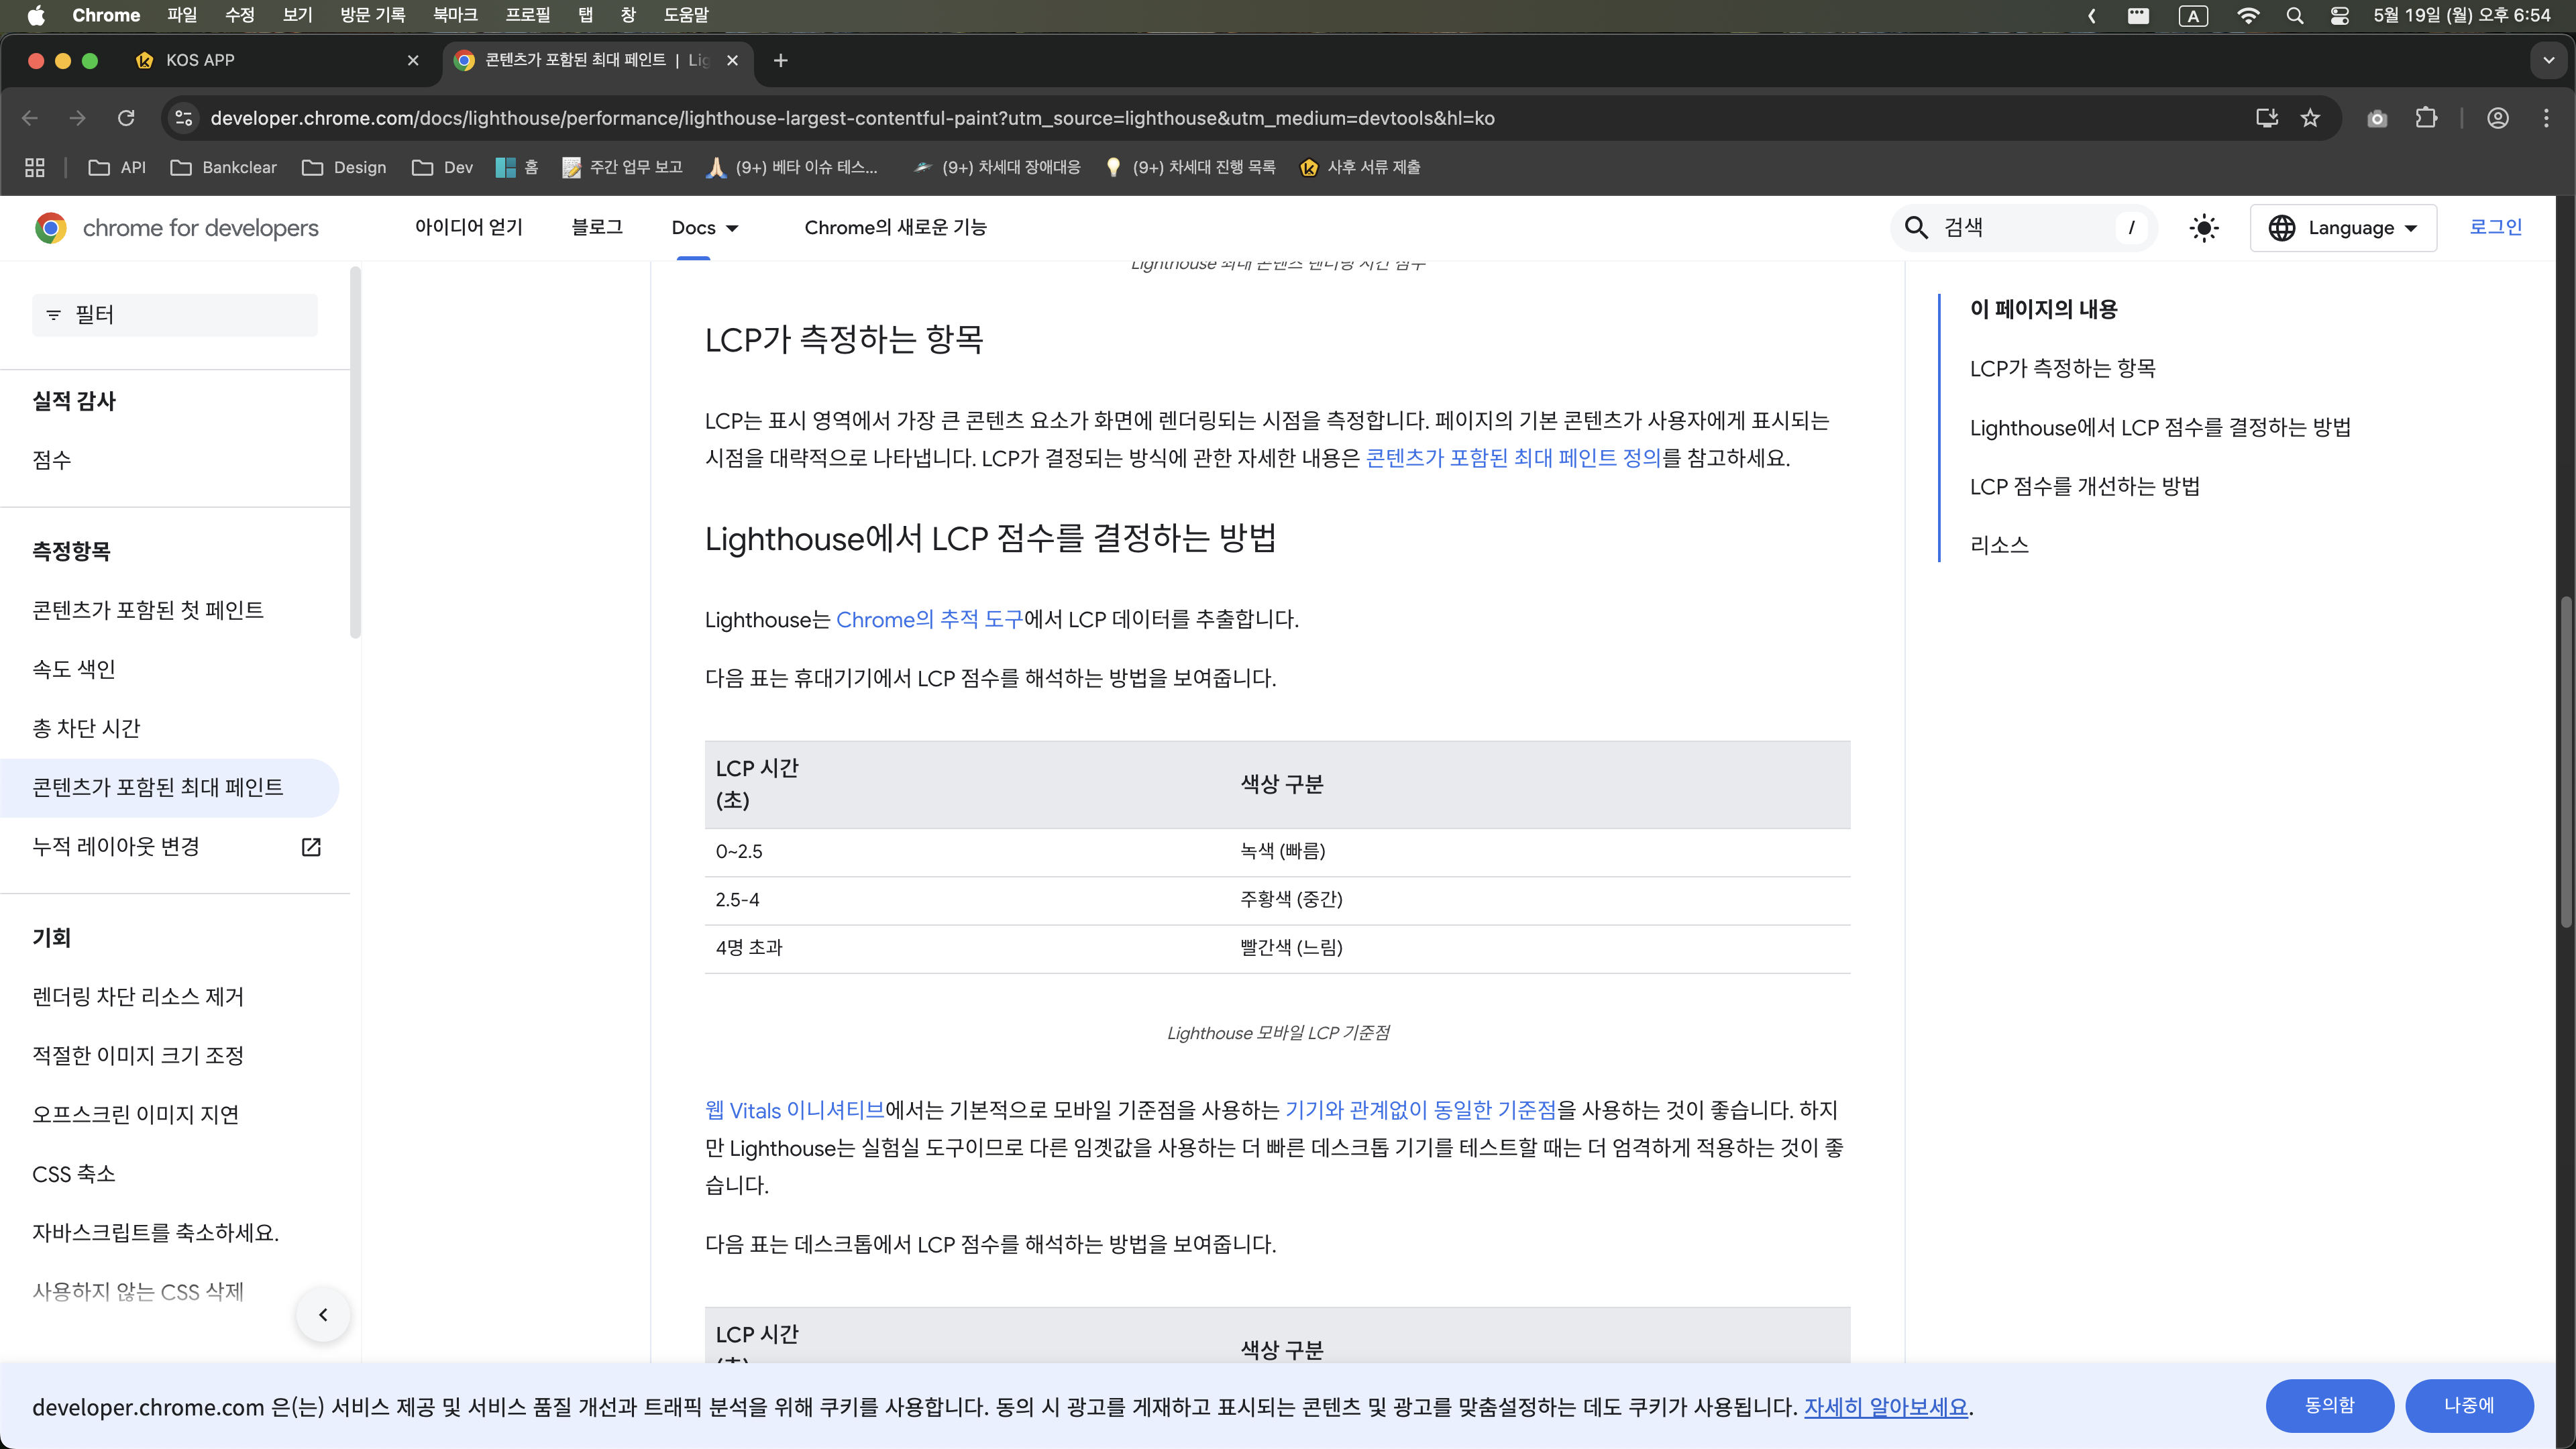 Chrome 파일 수정 보기 방문 기록 북마크 프로필 탭 창 도움말 A 5월 19일 (월) 오후 6:54
KOS APP 콘텐츠가 포함된 최대 페인트 | Lig
developer.chrome.com/docs/lighthouse/performance/lighthouse-largest-contentful-paint?utm_source=lighthouse&utm_medium=devtools&hl=ko
API Bankclear Design Dev 홈 주간 업무 보고 (9+) 베타 이슈 테스... (9+) 차세대 장애대응 (9+) 차세대 진행 목록 사후 서류 제출
chrome for developers 아이디어 얻기 블로그 Docs Chrome의 새로운 기능 검색 / Language 로그인
필터
실적 감사
점수
측정항목
콘텐츠가 포함된 첫 페인트
속도 색인
총 차단 시간
콘텐츠가 포함된 최대 페인트
누적 레이아웃 변경
기회
렌더링 차단 리소스 제거
적절한 이미지 크기 조정
오프스크린 이미지 지연
CSS 축소
자바스크립트를 축소하세요.
사용하지 않는 CSS 삭제
Lighthouse 최대 콘텐츠 렌더링 시간 점수
LCP가 측정하는 항목
LCP는 표시 영역에서 가장 큰 콘텐츠 요소가 화면에 렌더링되는 시점을 측정합니다. 페이지의 기본 콘텐츠가 사용자에게 표시되는
시점을 대략적으로 나타냅니다. LCP가 결정되는 방식에 관한 자세한 내용은 콘텐츠가 포함된 최대 페인트 정의를 참고하세요.
Lighthouse에서 LCP 점수를 결정하는 방법
Lighthouse는 Chrome의 추적 도구에서 LCP 데이터를 추출합니다.
다음 표는 휴대기기에서 LCP 점수를 해석하는 방법을 보여줍니다.
LCP 시간
(초) 색상 구분
0~2.5 녹색 (빠름)
2.5-4 주황색 (중간)
4명 초과 빨간색 (느림)
Lighthouse 모바일 LCP 기준점
웹 Vitals 이니셔티브에서는 기본적으로 모바일 기준점을 사용하는 기기와 관계없이 동일한 기준점을 사용하는 것이 좋습니다. 하지
만 Lighthouse는 실험실 도구이므로 다른 임곗값을 사용하는 더 빠른 데스크톱 기기를 테스트할 때는 더 엄격하게 적용하는 것이 좋
습니다.
다음 표는 데스크톱에서 LCP 점수를 해석하는 방법을 보여줍니다.
LCP 시간
(초) 색상 구분
이 페이지의 내용
LCP가 측정하는 항목
Lighthouse에서 LCP 점수를 결정하는 방법
LCP 점수를 개선하는 방법
리소스
developer.chrome.com 은(는) 서비스 제공 및 서비스 품질 개선과 트래픽 분석을 위해 쿠키를 사용합니다. 동의 시 광고를 게재하고 표시되는 콘텐츠 및 광고를 맞춤설정하는 데도 쿠키가 사용됩니다. 자세히 알아보세요. 동의함 나중에